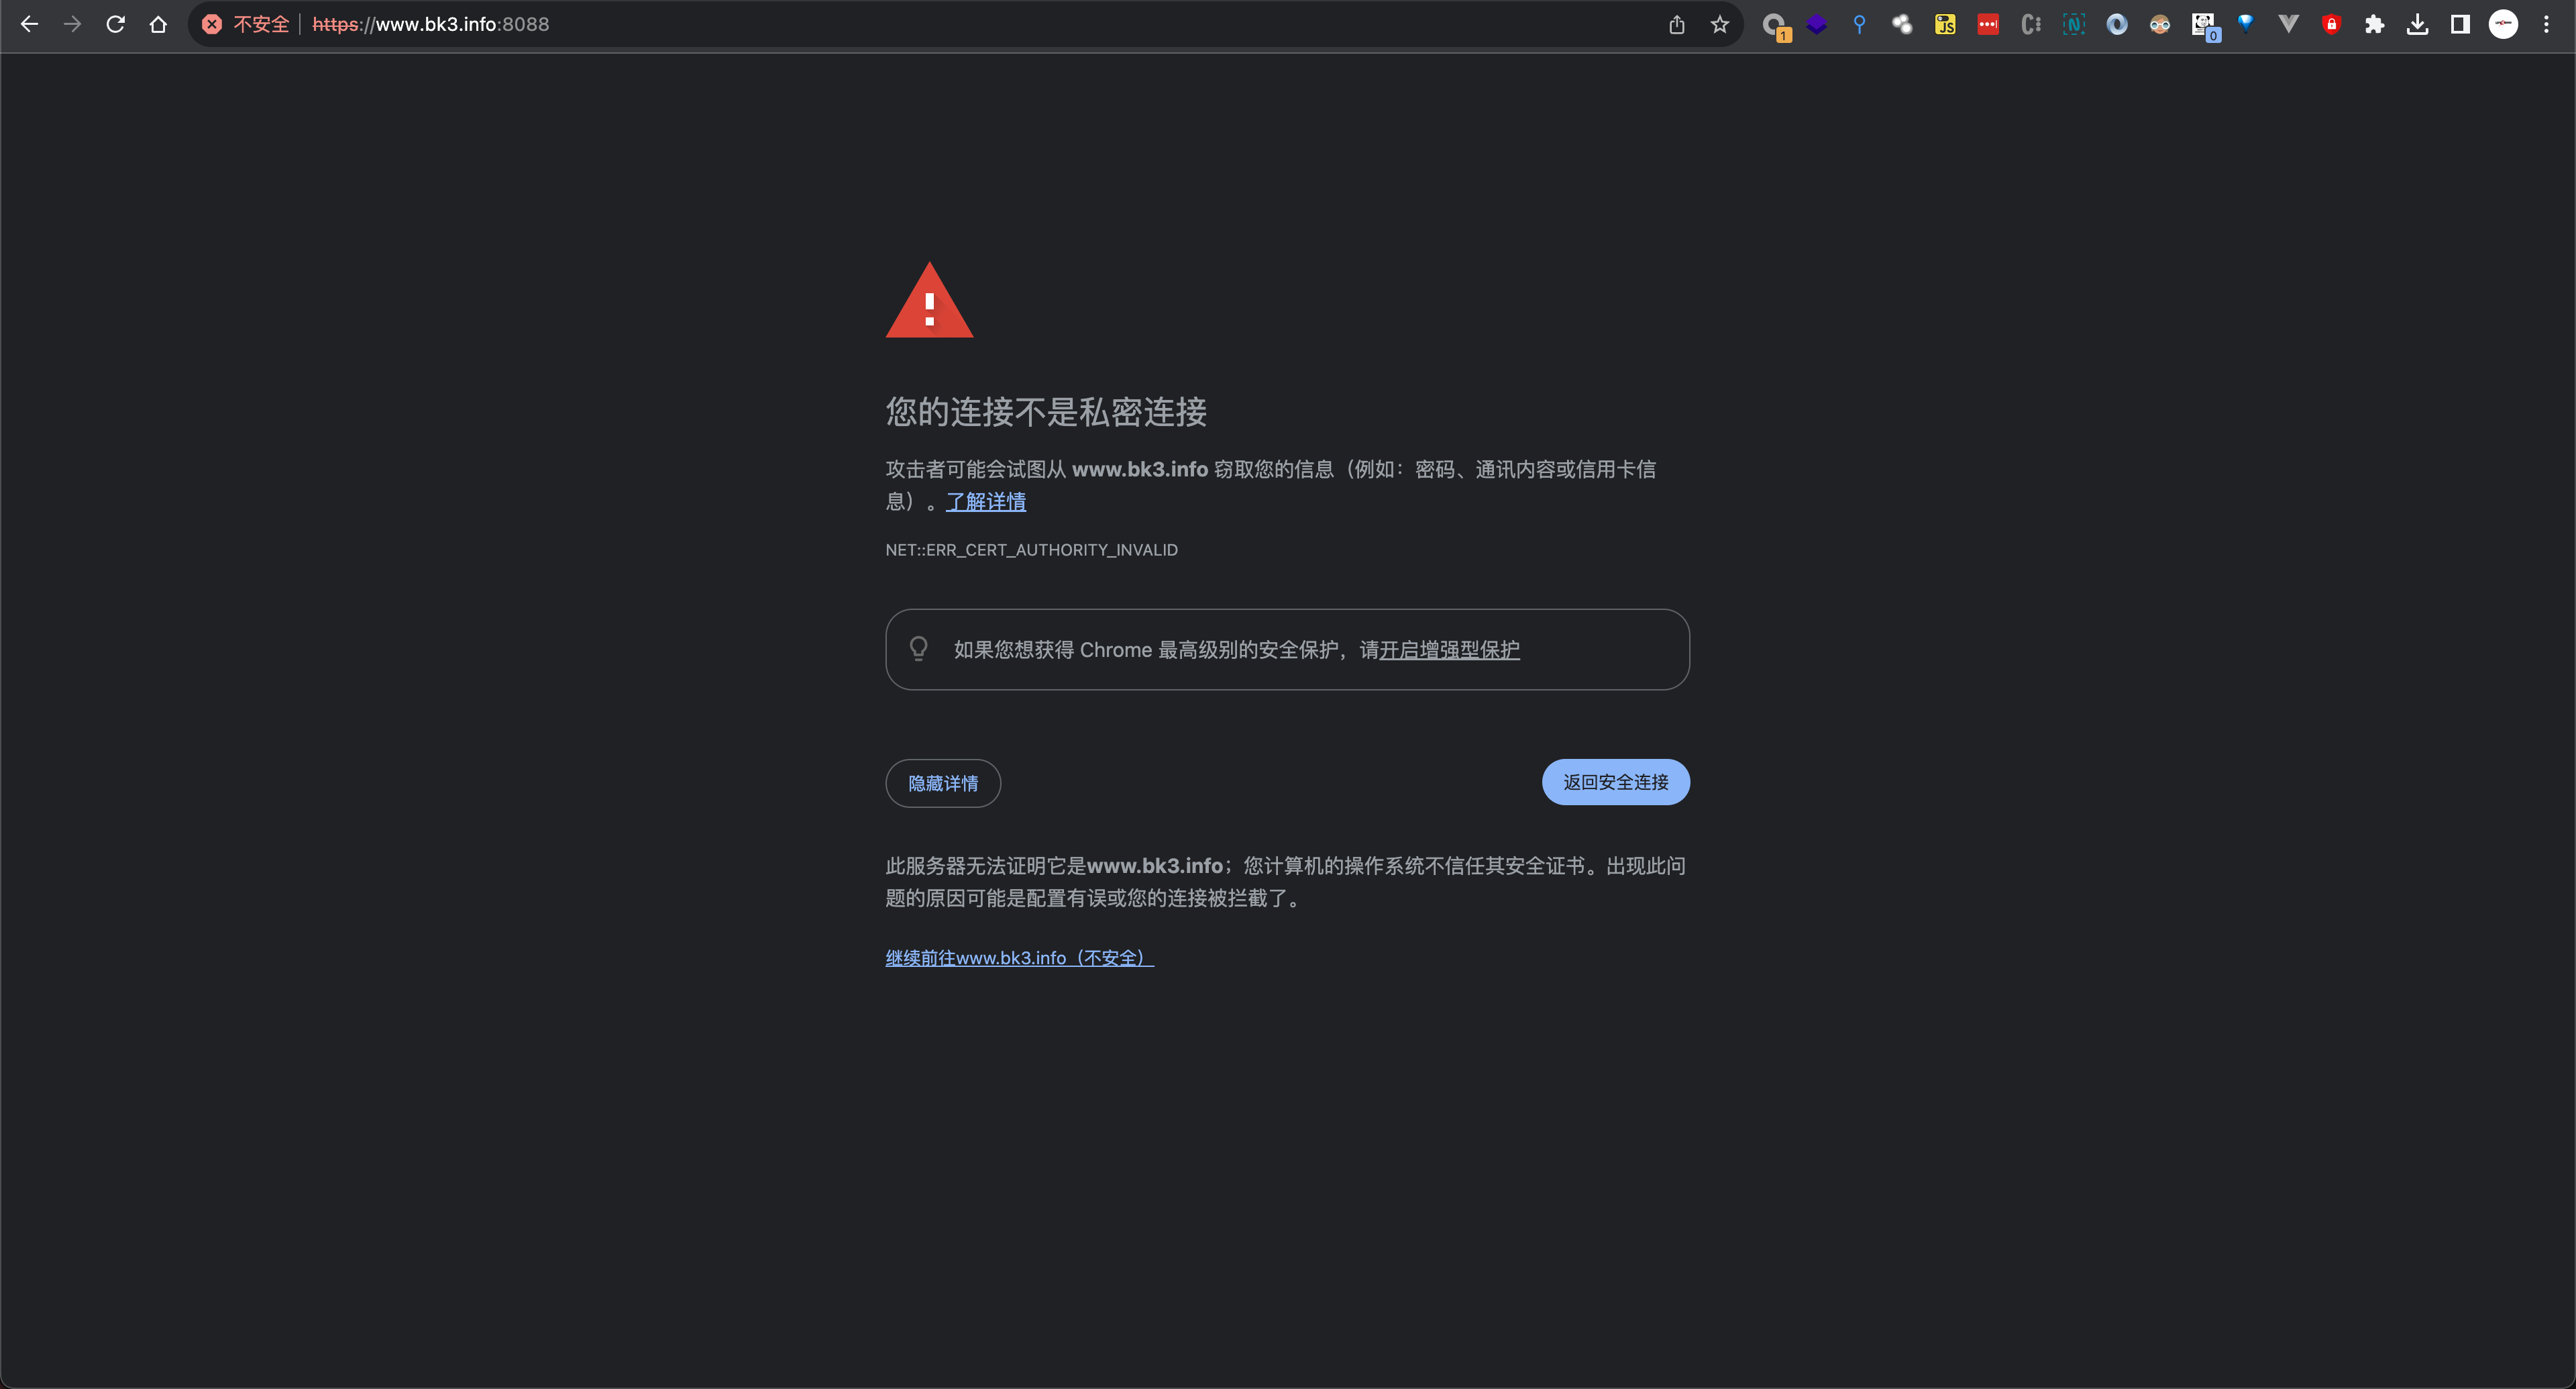 不安全 https://www.bk3.info:8088
1
JS
N
0
您的连接不是私密连接
攻击者可能会试图从 www.bk3.info 窃取您的信息（例如：密码、通讯内容或信用卡信
息）。了解详情
NET::ERR_CERT_AUTHORITY_INVALID
如果您想获得 Chrome 最高级别的安全保护，请开启增强型保护
隐藏详情
返回安全连接
此服务器无法证明它是www.bk3.info；您计算机的操作系统不信任其安全证书。出现此问
题的原因可能是配置有误或您的连接被拦截了。
继续前往www.bk3.info（不安全）